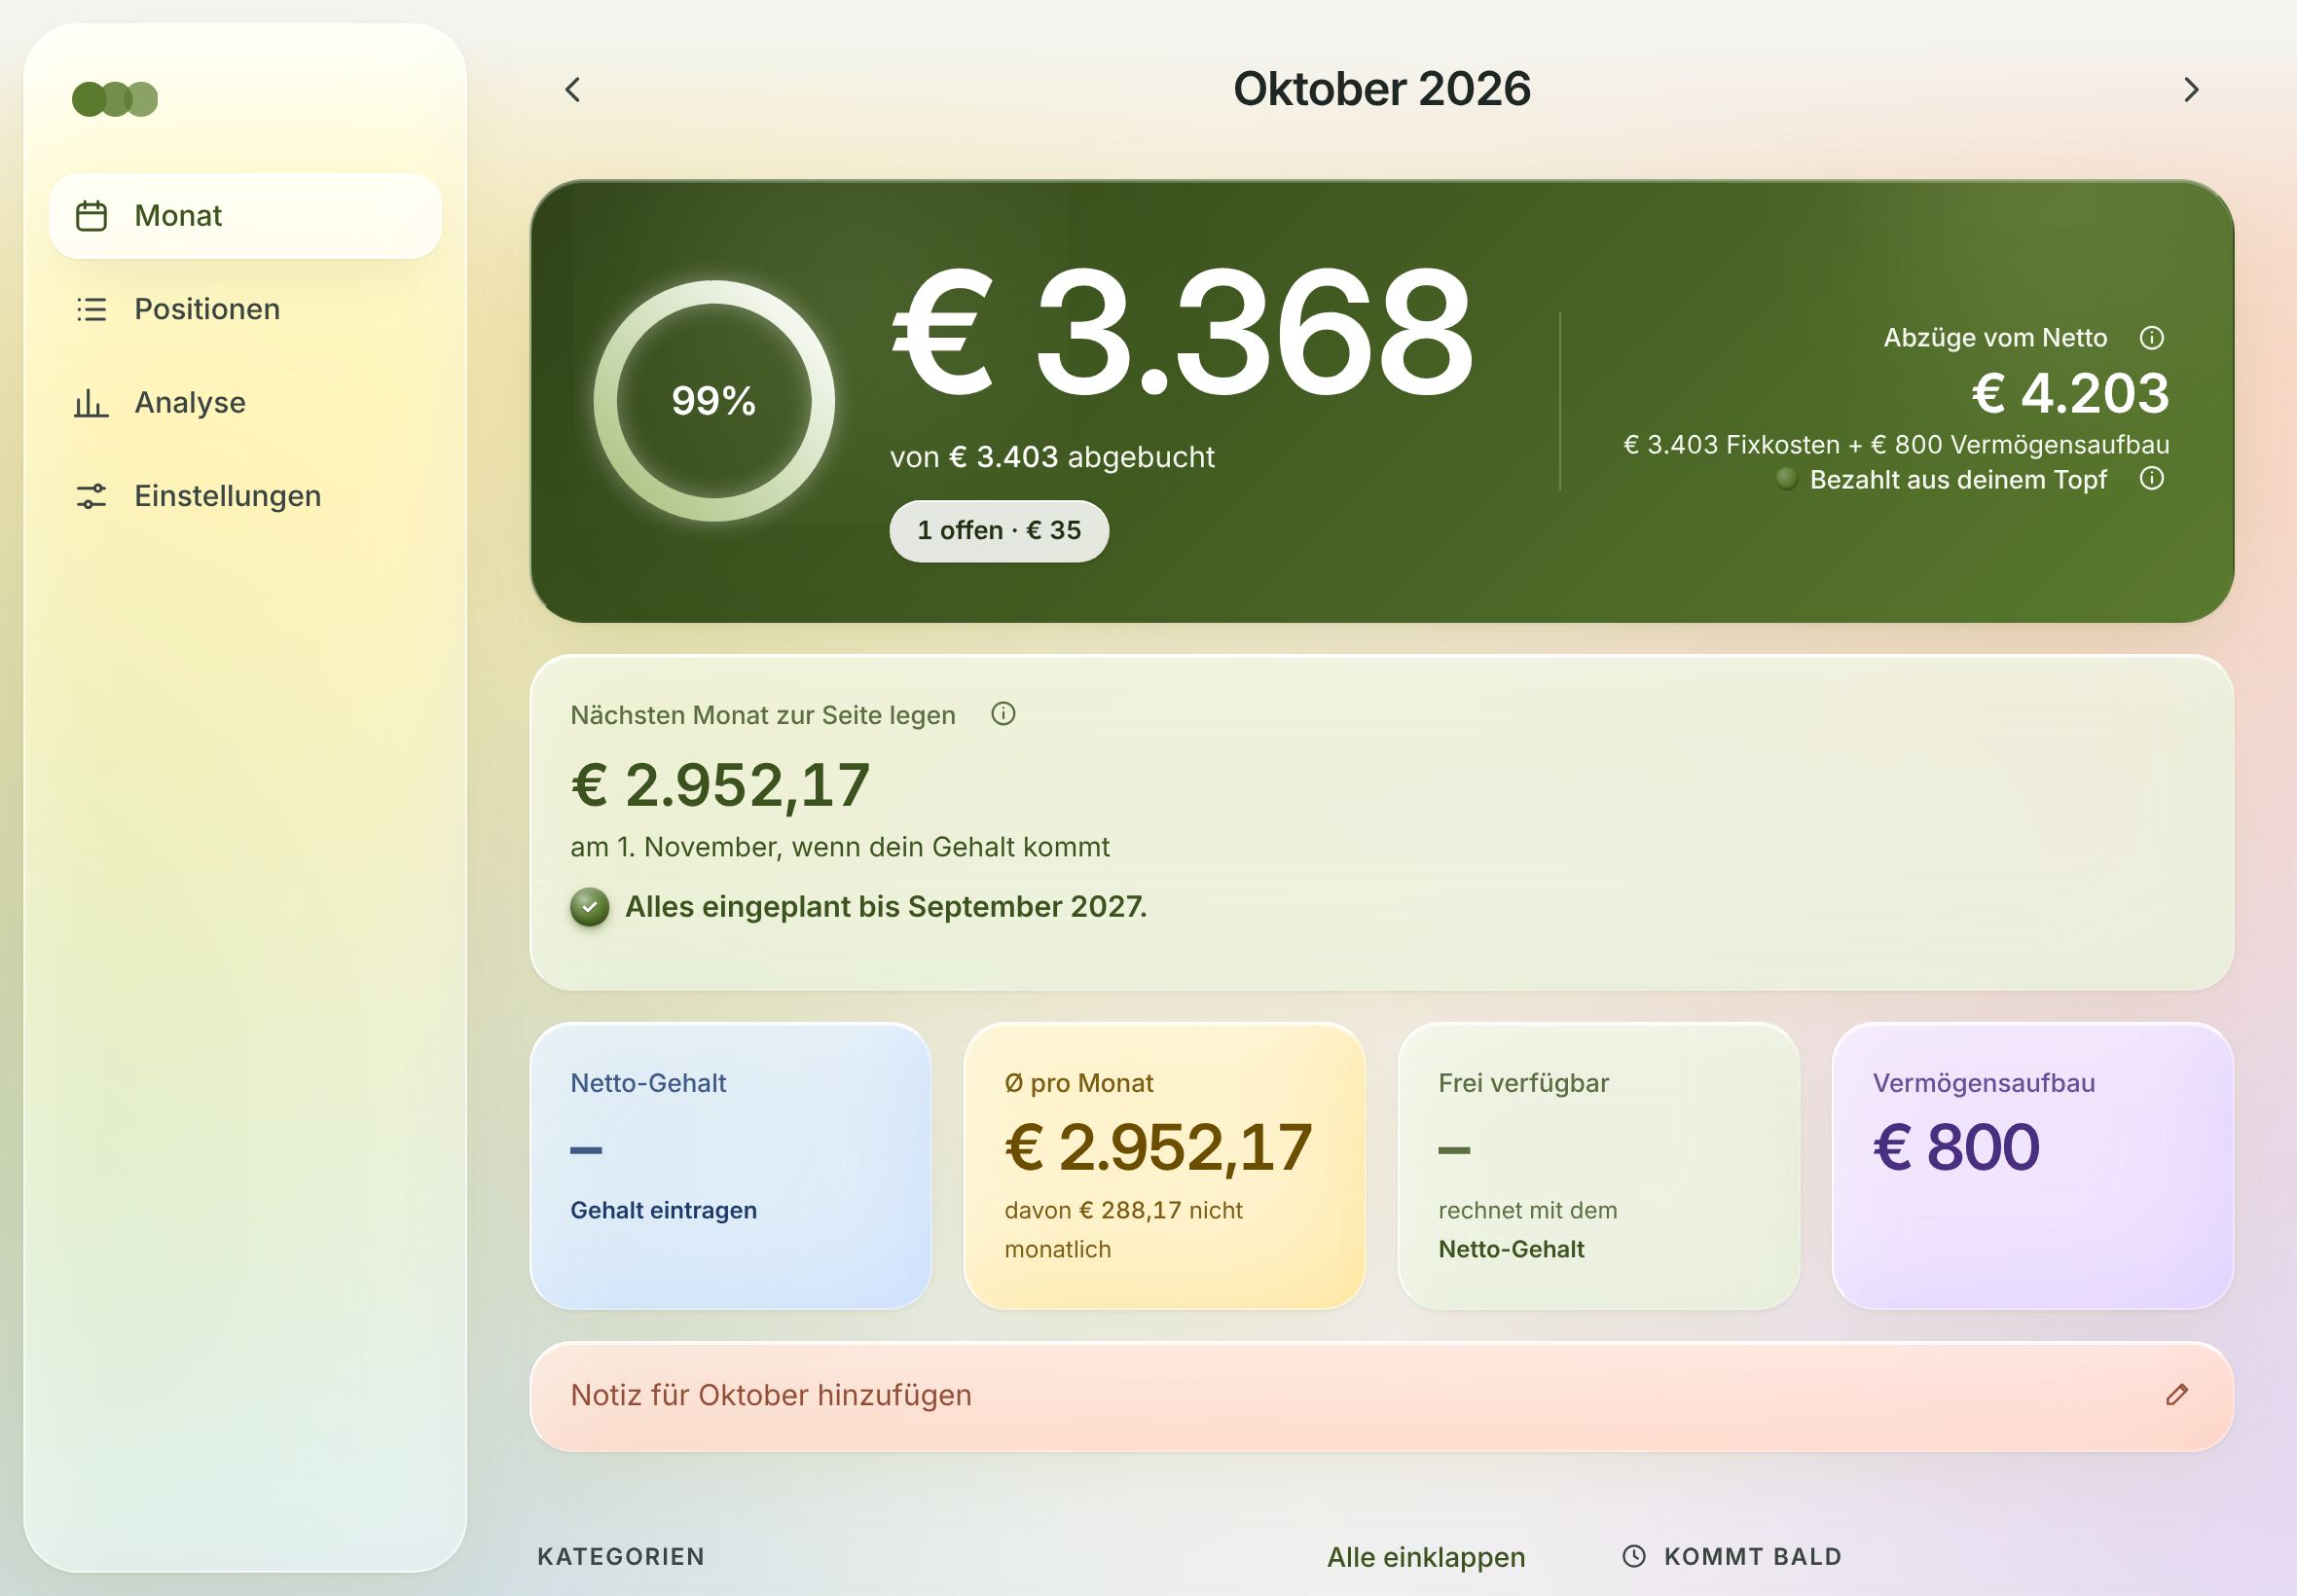 Oktober 2026
Monat
Positionen
Analyse
Einstellungen
99%
€ 3.368
von € 3.403 abgebucht
1 offen · € 35
Abzüge vom Netto
€ 4.203
€ 3.403 Fixkosten + € 800 Vermögensaufbau
Bezahlt aus deinem Topf
Nächsten Monat zur Seite legen
€ 2.952,17
am 1. November, wenn dein Gehalt kommt
Alles eingeplant bis September 2027.
Netto-Gehalt
–
Gehalt eintragen
Ø pro Monat
€ 2.952,17
davon € 288,17 nicht
monatlich
Frei verfügbar
–
rechnet mit dem
Netto-Gehalt
Vermögensaufbau
€ 800
Notiz für Oktober hinzufügen
KATEGORIEN
Alle einklappen
KOMMT BALD